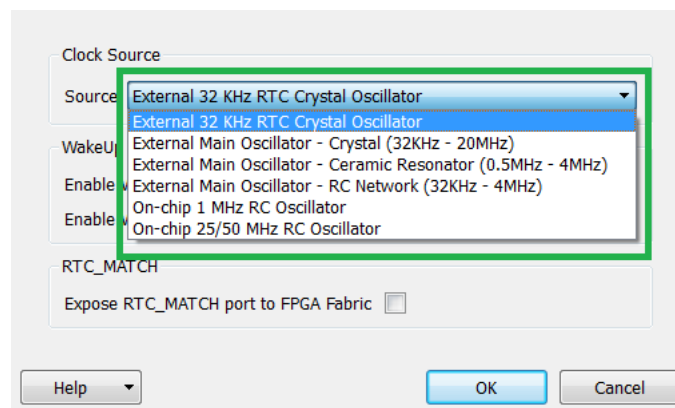 Clock Source
Source External 32 KHz RTC Crystal Oscillator
External 32 KHz RTC Crystal Oscillator
External Main Oscillator - Crystal (32KHz - 20MHz)
External Main Oscillator - Ceramic Resonator (0.5MHz - 4MHz)
External Main Oscillator - RC Network (32KHz - 4MHz)
On-chip 1 MHz RC Oscillator
On-chip 25/50 MHz RC Oscillator
WakeU
Enable
Enable
RTC_MATCH
Expose RTC_MATCH port to FPGA Fabric
Help
OK
Cancel